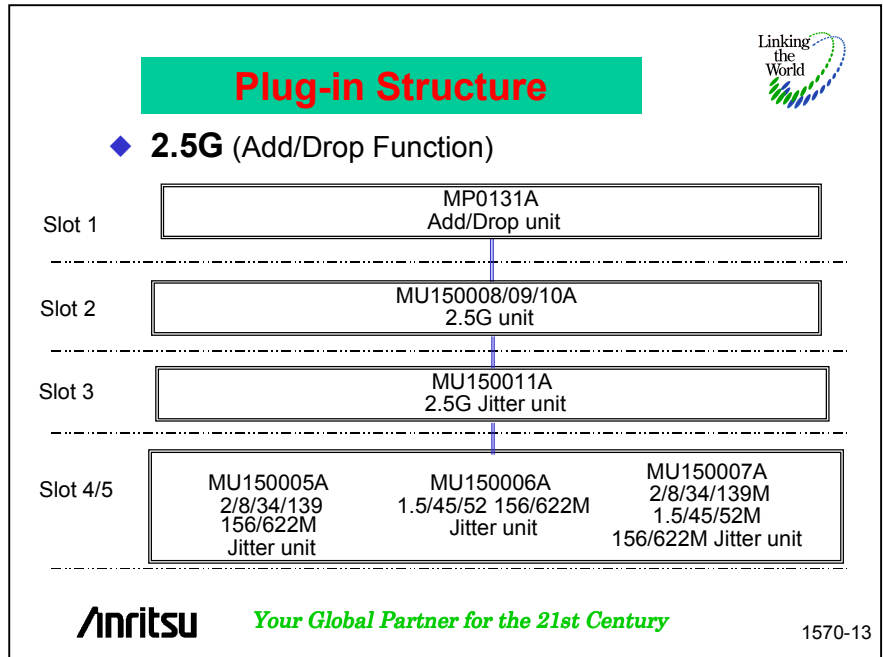 Linking
the
World
Plug-in Structure
2.5G (Add/Drop Function)
Slot 1
MP0131A
Add/Drop unit
Slot 2
MU150008/09/10A
2.5G unit
Slot 3
MU150011A
2.5G Jitter unit
Slot 4/5
MU150005A
2/8/34/139
156/622M
Jitter unit
MU150006A
1.5/45/52 156/622M
Jitter unit
MU150007A
2/8/34/139M
1.5/45/52M
156/622M Jitter unit
Anritsu
Your Global Partner for the 21st Century
1570-13